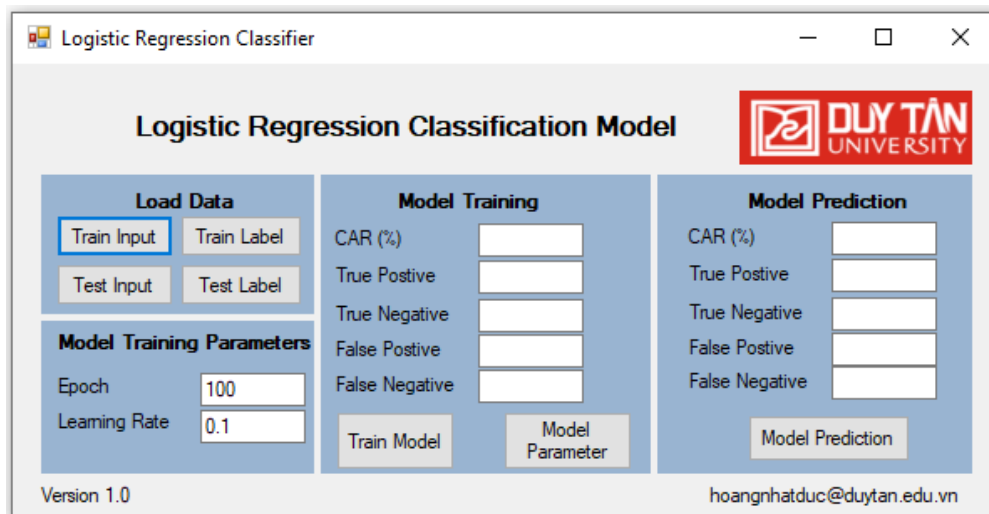 Logistic Regression Classifier
Logistic Regression Classification Model
DUY TÂN
UNIVERSITY
Load Data
Train Input
Train Label
Test Input
Test Label
Model Training Parameters
Epoch
100
Learning Rate
0.1
Model Training
CAR (%)
True Postive
True Negative
False Postive
False Negative
Train Model
Model
Parameter
Model Prediction
CAR (%)
True Postive
True Negative
False Postive
False Negative
Model Prediction
Version 1.0
hoangnhatduc@duytan.edu.vn